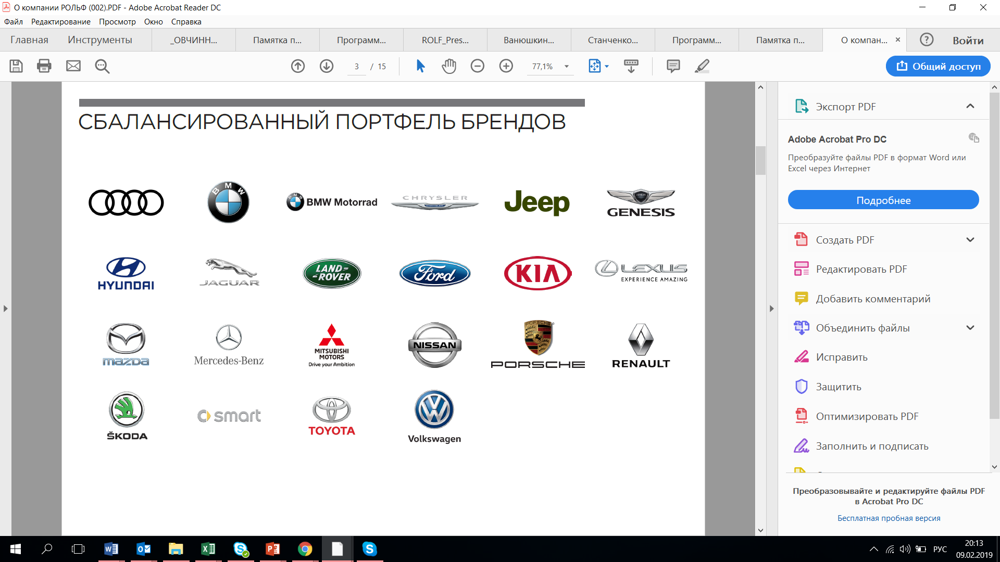 О компании РОЛЬФ (002).PDF - Adobe Acrobat Reader DC
Файл Редактирование Просмотр Окно Справка
Главная Инструменты _ОВЧИНН... Памятка п... Программ... ROLF_Pres... Ванюшкин... Станченко... Программ... Памятка п... О компан... Войти
3 / 15 77,1% Общий доступ
СБАЛАНСИРОВАННЫЙ ПОРТФЕЛЬ БРЕНДОВ
BMW
BMW BMW Motorrad
CHRYSLER
CHRYSLER
Jeep
GENESIS
GENESIS
HYUNDAI
JAGUAR
LAND-
-ROVER
Ford
KIA
LEXUS
EXPERIENCE AMAZING
mazda
Mercedes-Benz
MITSUBISHI
MOTORS
Drive your Ambition
NISSAN
PORSCHE
PORSCHE
RENAULT
ŠKODA
smart
TOYOTA
Volkswagen
Экспорт PDF
Adobe Acrobat Pro DC
Преобразуйте файлы PDF в формат Word или
Excel через Интернет
Подробнее
Создать PDF
Редактировать PDF
Добавить комментарий
Объединить файлы
Исправить
Защитить
Оптимизировать PDF
Заполнить и подписать
Преобразовывайте и редактируйте файлы PDF
в Acrobat Pro DC
Бесплатная пробная версия
РУС
20:13
09.02.2019